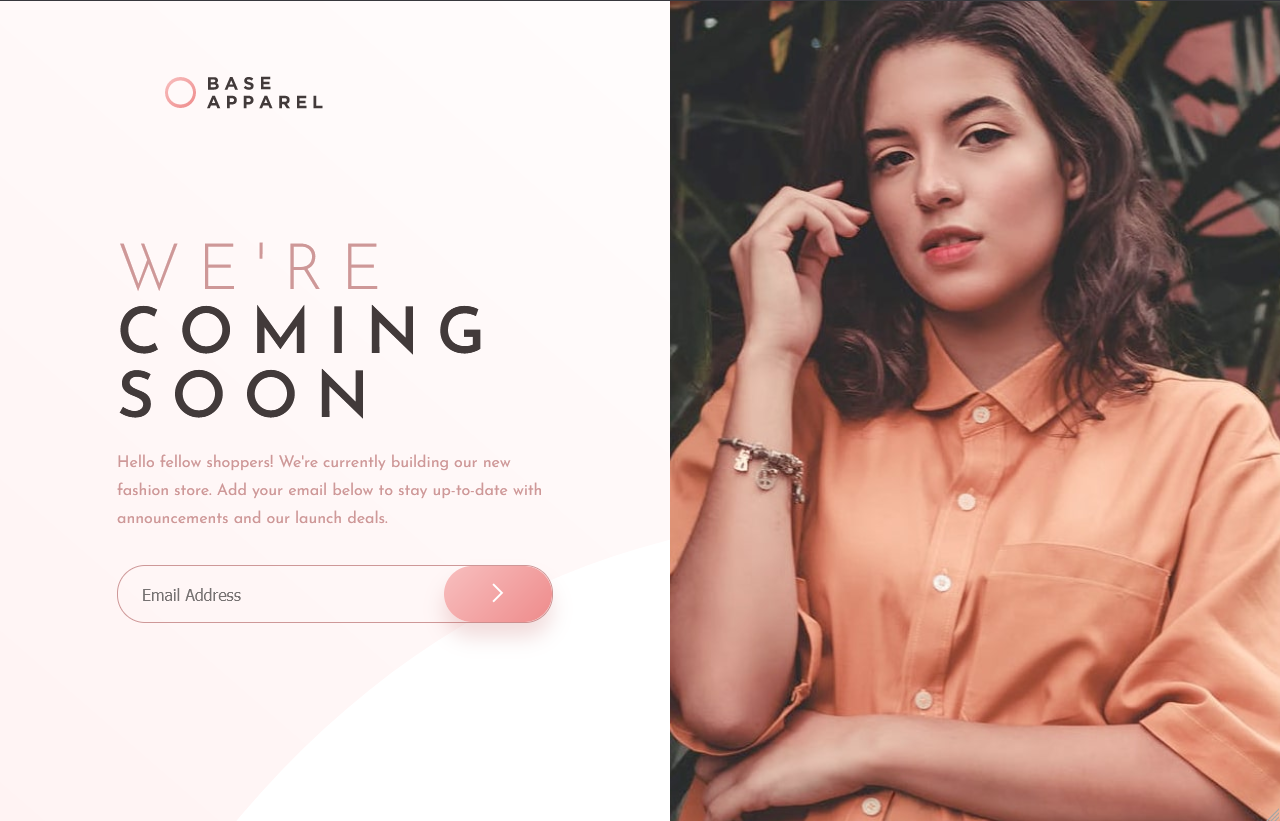 BASE
APPAREL
WE'RE
COMING
SOON
Hello fellow shoppers! We're currently building our new
fashion store. Add your email below to stay up-to-date with
announcements and our launch deals.
Email Address